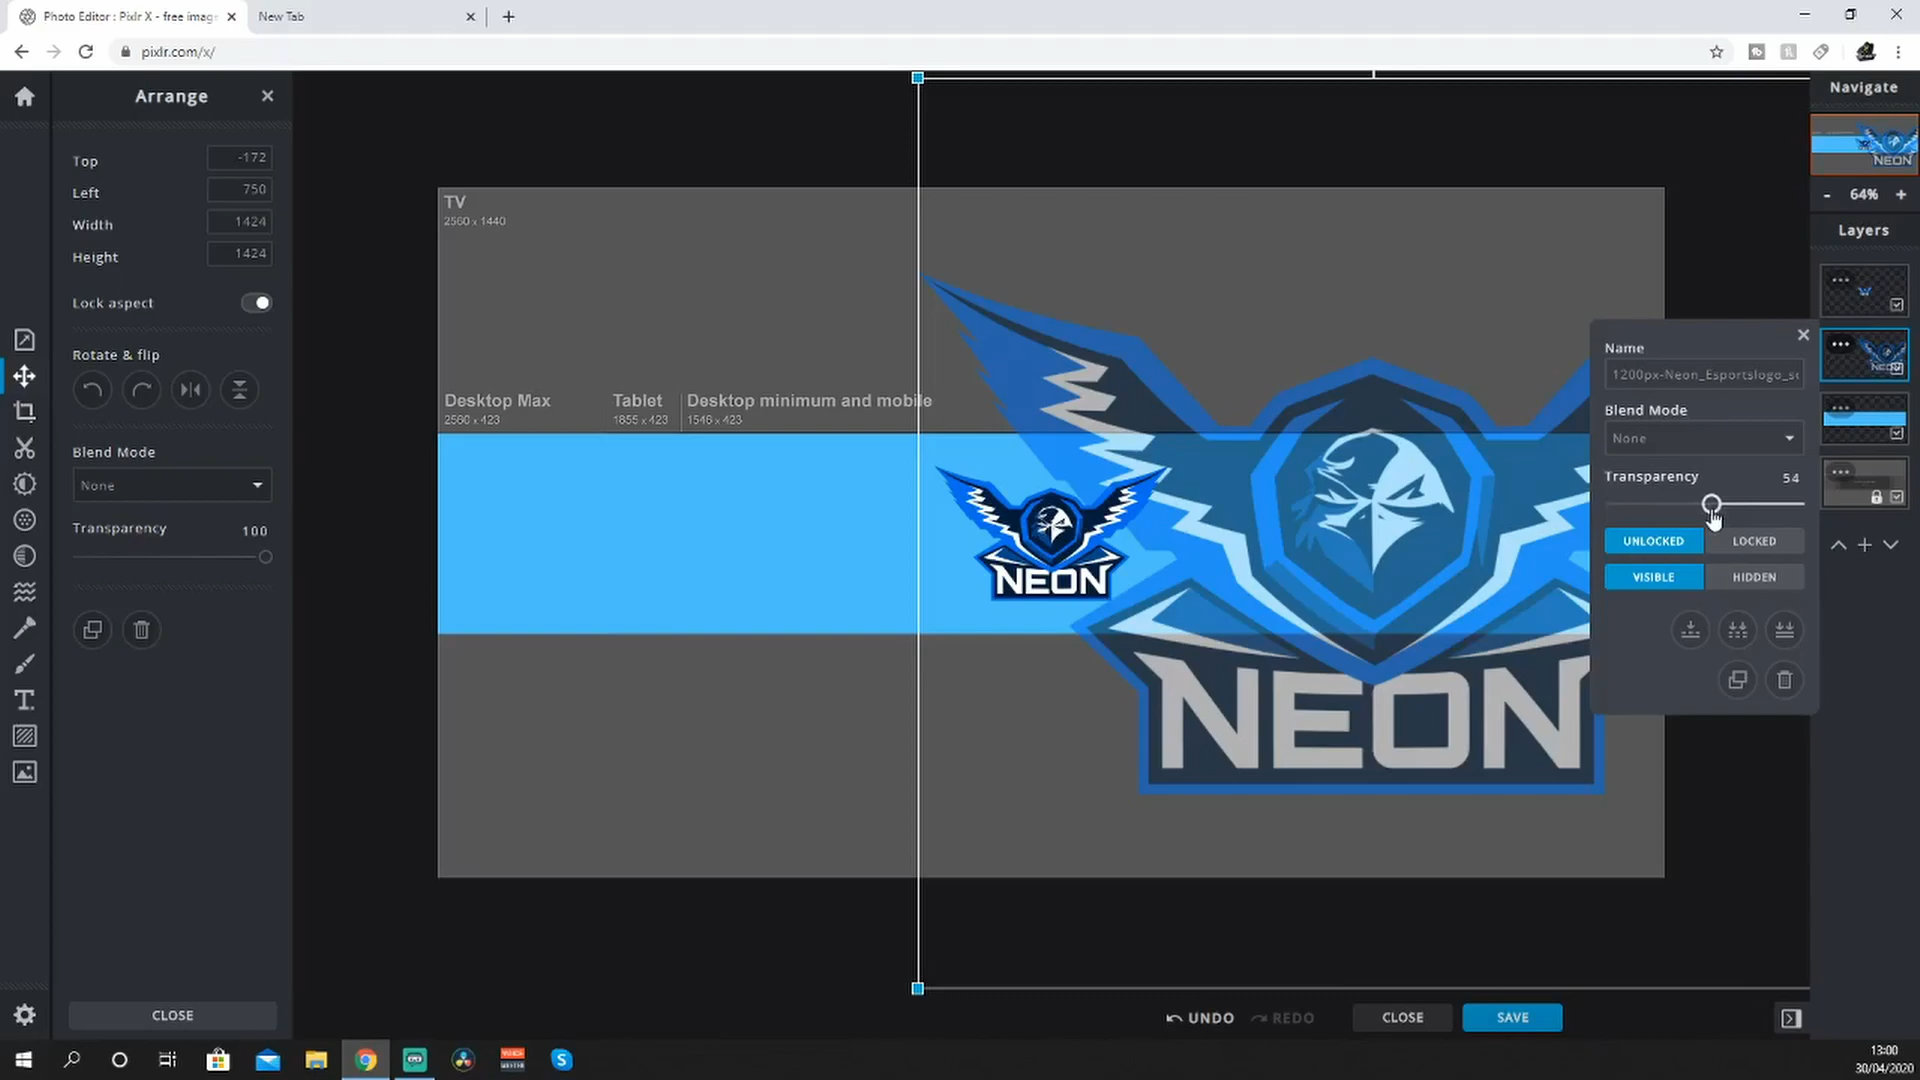 Photo Editor : Pixlr X - free imag
New Tab
pixlr.com/x/
Arrange
Navigate
Top
-172
Left
750
Width
1424
Height
1424
Lock aspect
Rotate & flip
Blend Mode
None
Transparency
100
CLOSE
TV
2560 x 1440
Desktop Max
2560 x 423
Tablet
1855 x 423
Desktop minimum and mobile
1546 x 423
NEON
NEON
NEON
- 64% +
Layers
Name
1200px-Neon_Esportslogo_s
Blend Mode
None
Transparency
54
UNLOCKED
LOCKED
VISIBLE
HIDDEN
UNDO
REDO
CLOSE
SAVE
13:00
30/04/2020